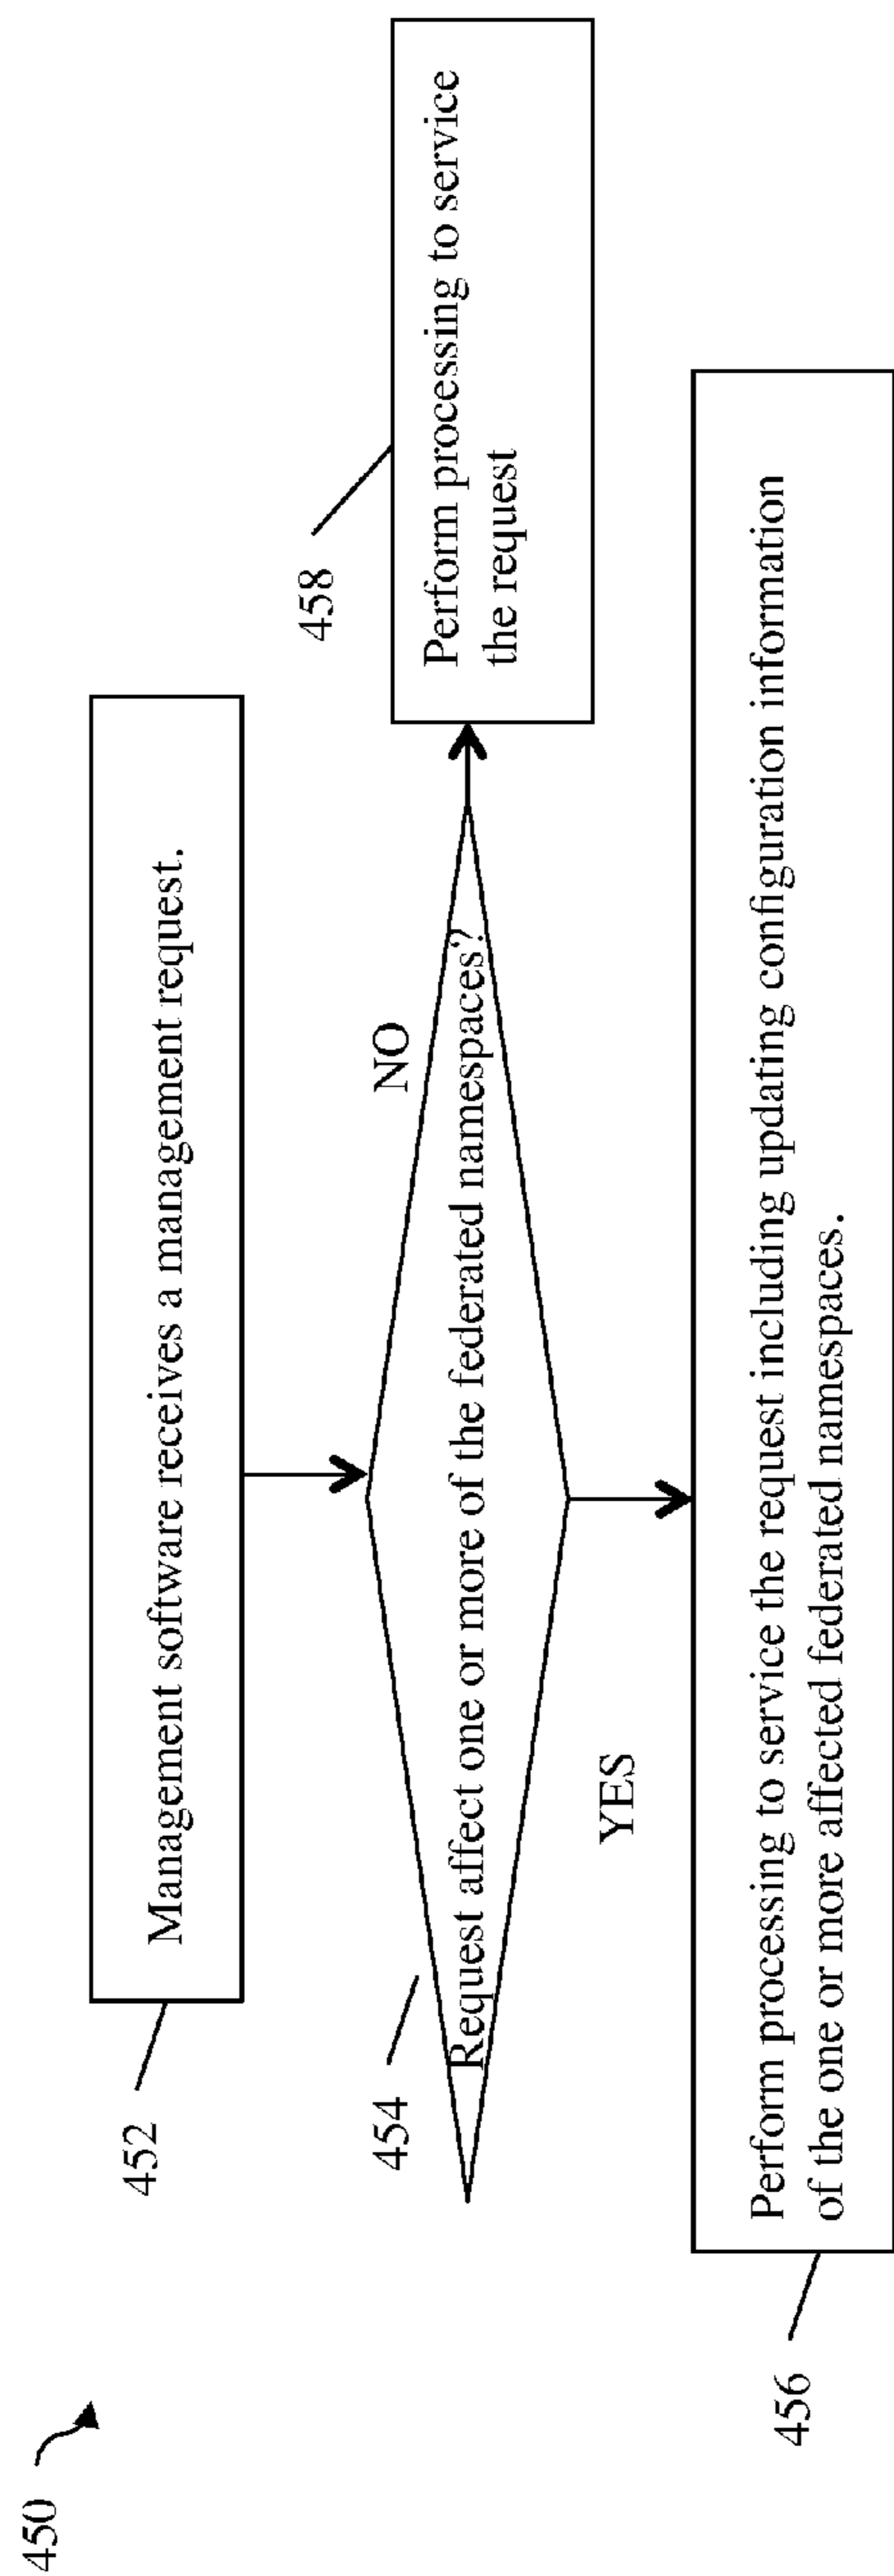 450
452
Management software receives a management request.
454
Request affect one or more of the federated namespaces?
NO
458
Perform processing to service
the request
YES
456
Perform processing to service the request including updating configuration information
of the one or more affected federated namespaces.